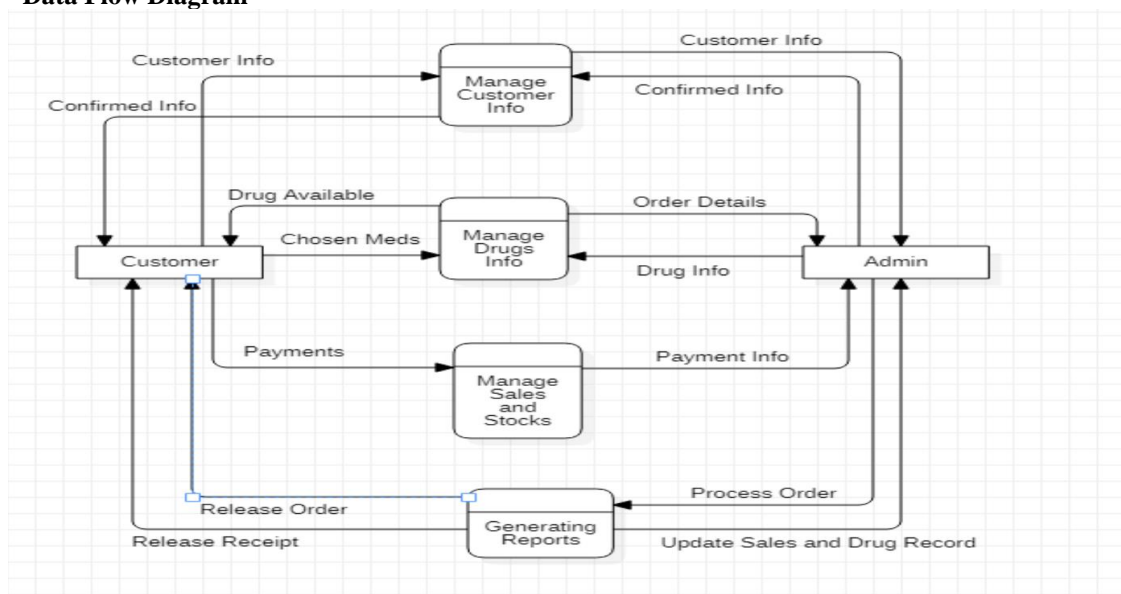 Data Flow Diagram
Customer Info
Customer Info
Manage
Customer
Info
Confirmed Info
Confirmed Info
Drug Available
Order Details
Manage
Drugs
Info
Chosen Meds
Customer
Admin
Drug Info
Payments
Payment Info
Manage
Sales
and
Stocks
Process Order
Release Order
Generating
Reports
Release Receipt
Update Sales and Drug Record